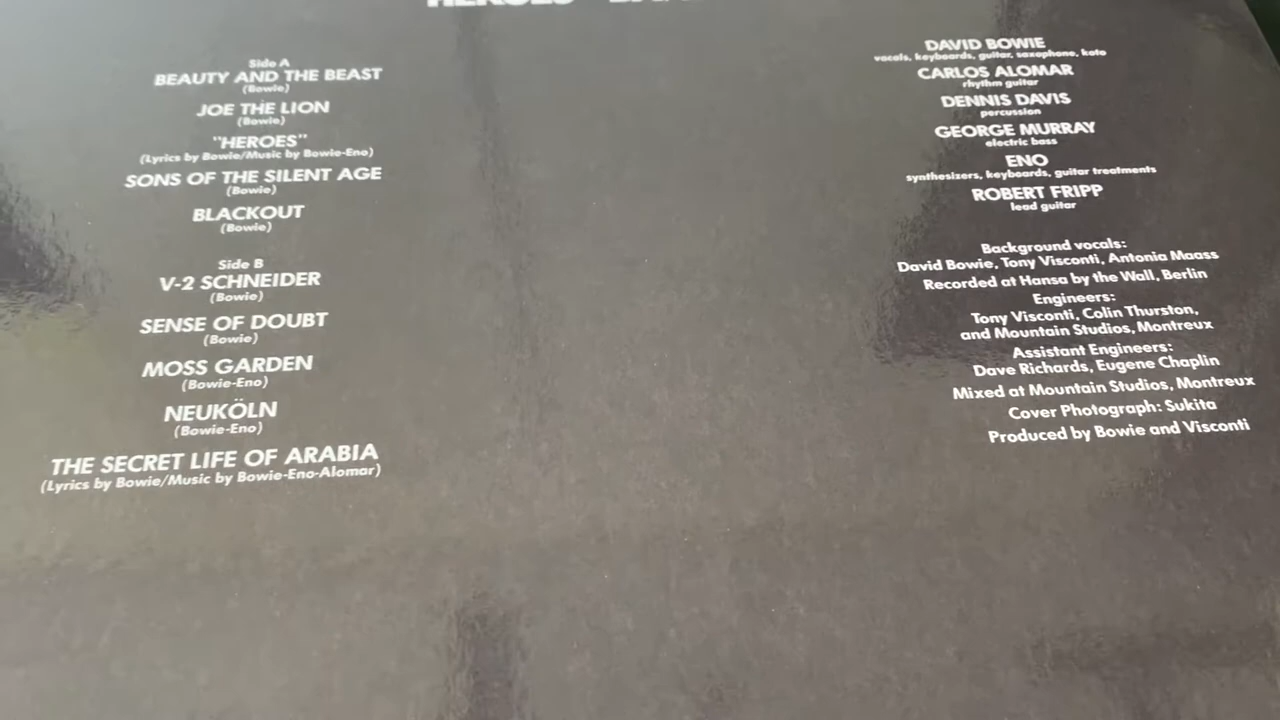 "HEROES"
Side A
BEAUTY AND THE BEAST
(Bowie)
JOE THE LION
(Bowie)
"HEROES"
(Lyrics by Bowie/Music by Bowie-Eno)
SONS OF THE SILENT AGE
(Bowie)
BLACKOUT
(Bowie)
Side B
V-2 SCHNEIDER
(Bowie)
SENSE OF DOUBT
(Bowie)
MOSS GARDEN
(Bowie-Eno)
NEUKÖLN
(Bowie-Eno)
THE SECRET LIFE OF ARABIA
(Lyrics by Bowie/Music by Bowie-Eno-Alomar)
DAVID BOWIE
vocals, keyboards, guitar, saxophone, koto
CARLOS ALOMAR
rhythm guitar
DENNIS DAVIS
percussion
GEORGE MURRAY
electric bass
ENO
synthesizers, keyboards, guitar treatments
ROBERT FRIPP
lead guitar
Background vocals:
David Bowie, Tony Visconti, Antonia Maass
Recorded at Hansa by the Wall, Berlin
Engineers:
Tony Visconti, Colin Thurston,
and Mountain Studios, Montreux
Assistant Engineers:
Dave Richards, Eugene Chaplin
Mixed at Mountain Studios, Montreux
Cover Photograph: Sukita
Produced by Bowie and Visconti